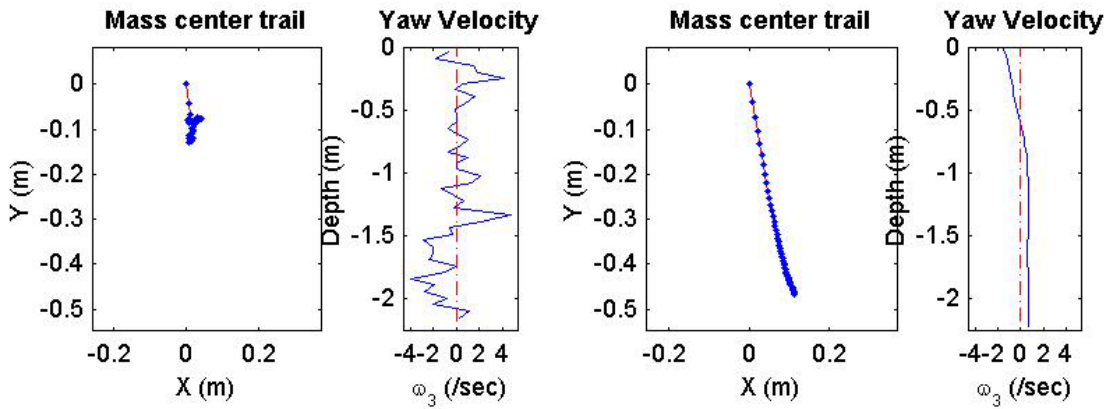 Mass center trail
Yaw Velocity
Mass center trail
Yaw Velocity
0
-0.1
-0.2
-0.3
-0.4
-0.5
Y (m)
-0.2 0 0.2
X (m)
0
-0.5
-1
-1.5
-2
Depth (m)
-4 -2 0 2 4
ω_3 (/sec)
0
-0.1
-0.2
-0.3
-0.4
-0.5
Y (m)
-0.2 0 0.2
X (m)
0
-0.5
-1
-1.5
-2
Depth (m)
-4 -2 0 2 4
ω_3 (/sec)